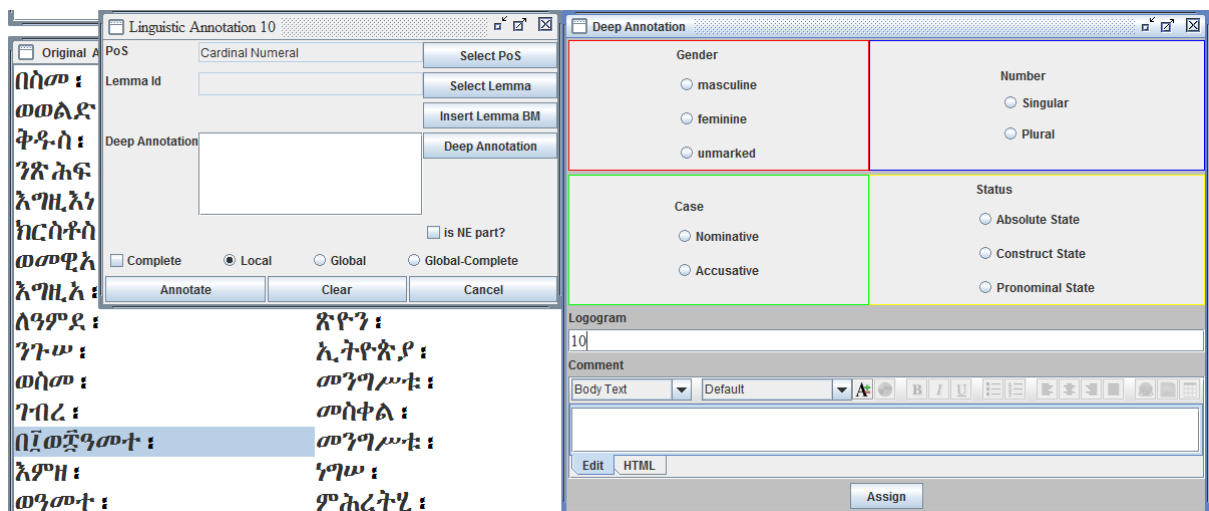 Linguistic Annotation 10
PoS
Cardinal Numeral
Select PoS
Lemma Id
Select Lemma
Insert Lemma BM
Deep Annotation
Deep Annotation
is NE part?
Complete
Local
Global
Global-Complete
Annotate
Clear
Cancel
Original A
በስመ፡
ወወልድ
ቅዱስ፡
ንጽሕፍ
እግዚእነ
ክርስቶስ
ወመዋእ
እግዚአ፡
ለዓምደ፡
ንጉሠ፡
ወስመ፡
ገብረ፡
በ፲ወ፰ዓመተ፡
እምዘ፡
ወዓመተ፡
ጽዮን፡
ኢትዮጵያ፡
መንግሥቱ፡
መስቀል፡
መንግሥቱ፡
ነግሠ፡
ምሕረትሂ፡
Deep Annotation
Gender
masculine
feminine
unmarked
Number
Singular
Plural
Case
Nominative
Accusative
Status
Absolute State
Construct State
Pronominal State
Logogram
10
Comment
Body Text
Default
B I U
Edit
HTML
Assign